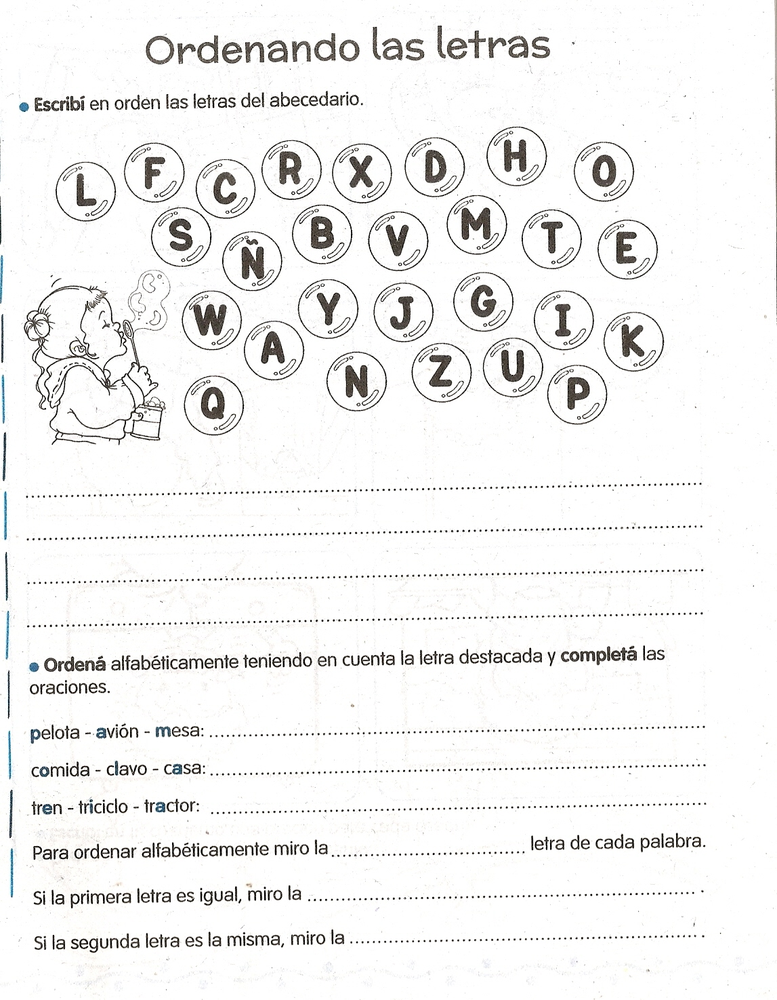 Ordenando las letras
Escribí en orden las letras del abecedario.
L F C R X D H O
S Ñ B V M T E
W A Y J G I K
Q N Z U P
Ordená alfabéticamente teniendo en cuenta la letra destacada y completá las
oraciones.
pelota - avión - mesa:
comida - clavo - casa:
tren - triciclo - tractor:
Para ordenar alfabéticamente miro la letra de cada palabra.
Si la primera letra es igual, miro la .
Si la segunda letra es la misma, miro la .